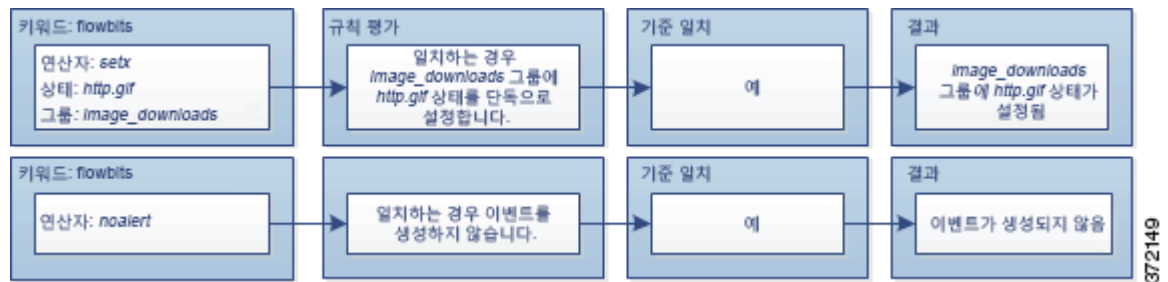 키워드: flowbits
연산자: setx
상태: http.gif
그룹: image_downloads
규칙 평가
일치하는 경우
image_downloads 그룹에
http.gif 상태를 단독으로
설정합니다.
기준 일치
예
결과
image_downloads
그룹에 http.gif 상태가
설정됨
키워드: flowbits
연산자: noalert
일치하는 경우 이벤트를
생성하지 않습니다.
기준 일치
예
결과
이벤트가 생성되지 않음
372149